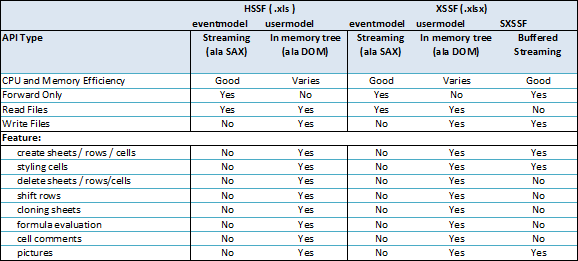 HSSF ( .xls ) XSSF (.xlsx)
eventmodel usermodel eventmodel usermodel SXSSF
API Type Streaming (ala SAX) In memory tree (ala DOM) Streaming (ala SAX) In memory tree (ala DOM) Buffered Streaming
CPU and Memory Efficiency Good Varies Good Varies Good
Forward Only Yes No Yes No Yes
Read Files Yes Yes Yes Yes No
Write Files No Yes No Yes Yes
Feature:
create sheets / rows / cells No Yes No Yes Yes
styling cells No Yes No Yes Yes
delete sheets / rows/cells No Yes No Yes No
shift rows No Yes No Yes No
cloning sheets No Yes No Yes No
formula evaluation No Yes No Yes No
cell comments No Yes No Yes No
pictures No Yes No Yes Yes